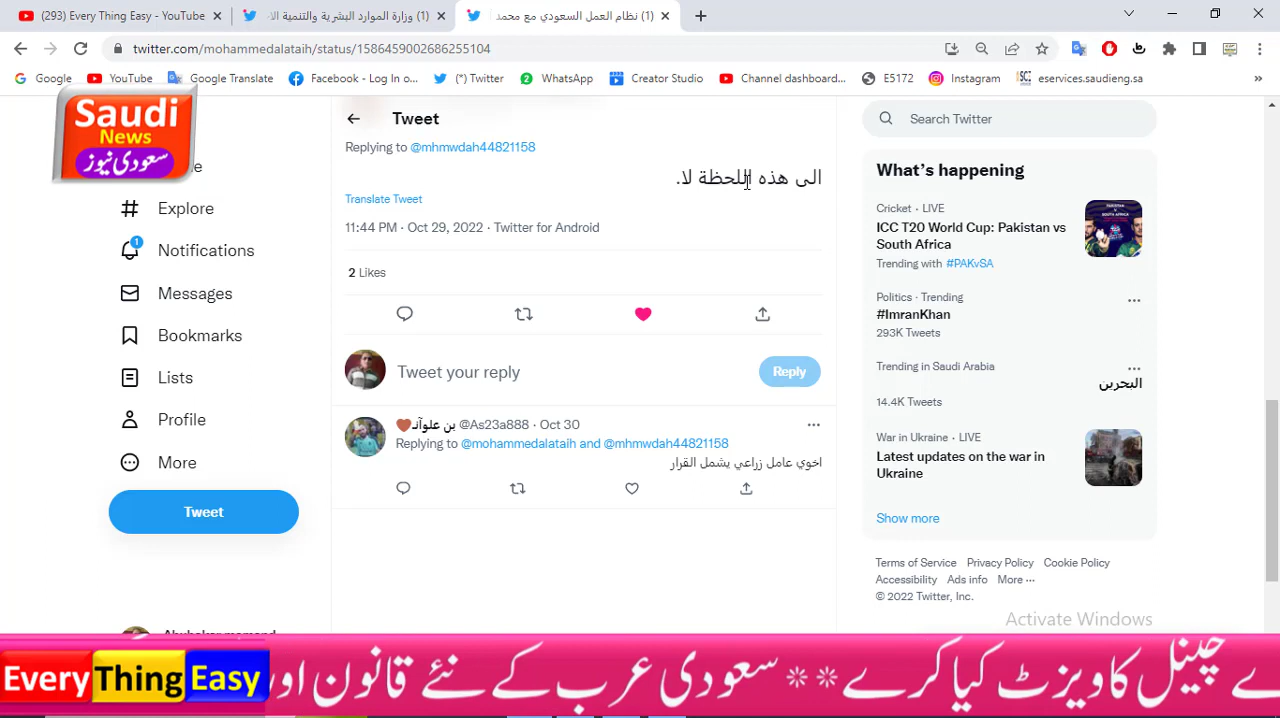 (293) Every Thing Easy - YouTube
(1) وزارة الموارد البشرية والتنمية الا
(1) نظام العمل السعودي مع محمد
twitter.com/mohammedalataih/status/1586459002686255104
Google
YouTube
Google Translate
Facebook - Log In o...
(*) Twitter
WhatsApp
Creator Studio
Channel dashboard...
E5172
Instagram
eservices.saudieng.sa
Saudi
News
سعودی نیوز
Explore
Notifications
Messages
Bookmarks
Lists
Profile
More
Tweet
Tweet
Replying to @mhmwdah44821158
الى هذه اللحظة لا.
Translate Tweet
11:44 PM · Oct 29, 2022 · Twitter for Android
2 Likes
Tweet your reply
Reply
بن علوآنـ @As23a888 · Oct 30
Replying to @mohammedalataih and @mhmwdah44821158
اخوي عامل زراعي يشمل القرار
Search Twitter
What's happening
Cricket · LIVE
ICC T20 World Cup: Pakistan vs
South Africa
Trending with #PAKvSA
Politics · Trending
#ImranKhan
293K Tweets
Trending in Saudi Arabia
البحرين
14.4K Tweets
War in Ukraine · LIVE
Latest updates on the war in
Ukraine
Show more
Terms of Service Privacy Policy Cookie Policy
Accessibility Ads info More ···
© 2022 Twitter, Inc.
Activate Windows
EveryThing Easy
ے چینل کا ویزٹ کیا کرے ** سعودی عرب کے نئے قانون اور